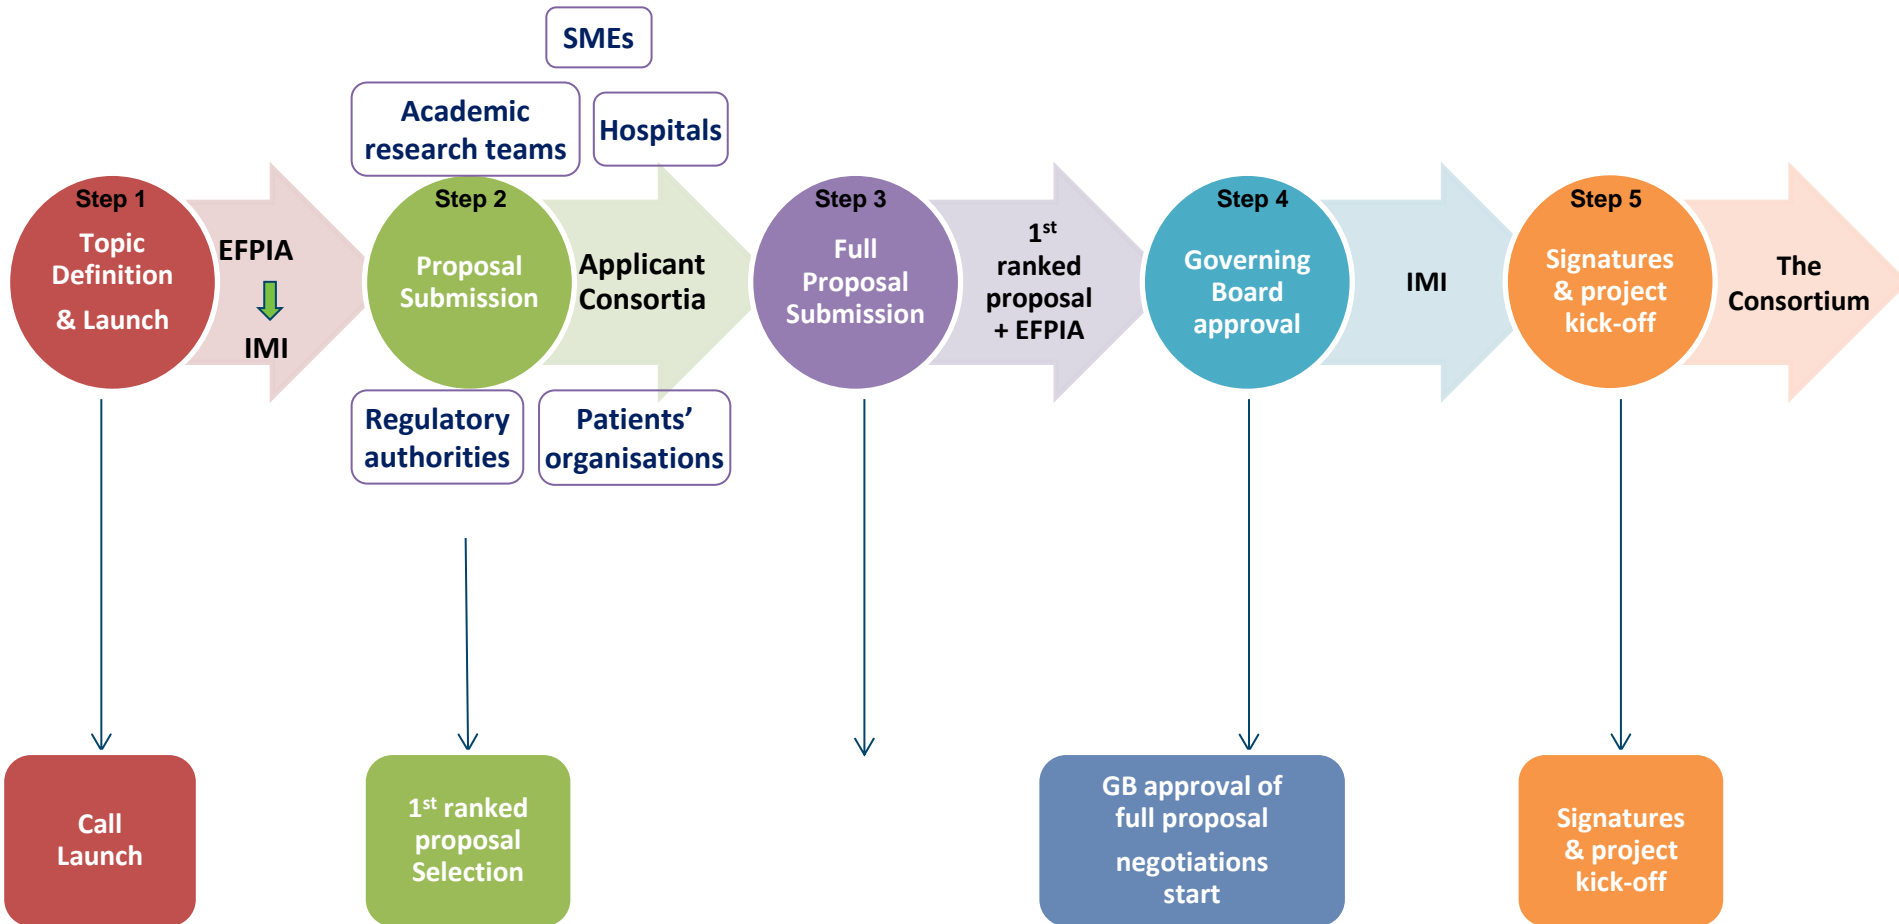 SMEs
Academic
research teams
Hospitals
Step 1
Topic
Definition
& Launch
EFPIA
IMI
Step 2
Proposal
Submission
Applicant
Consortia
Step 3
Full
Proposal
Submission
1st
ranked
proposal
+ EFPIA
Step 4
Governing
Board
approval
IMI
Step 5
Signatures
& project
kick-off
The
Consortium
Regulatory
authorities
Patients’
organisations
Call
Launch
1st ranked
proposal
Selection
GB approval of
full proposal
negotiations
start
Signatures
& project
kick-off